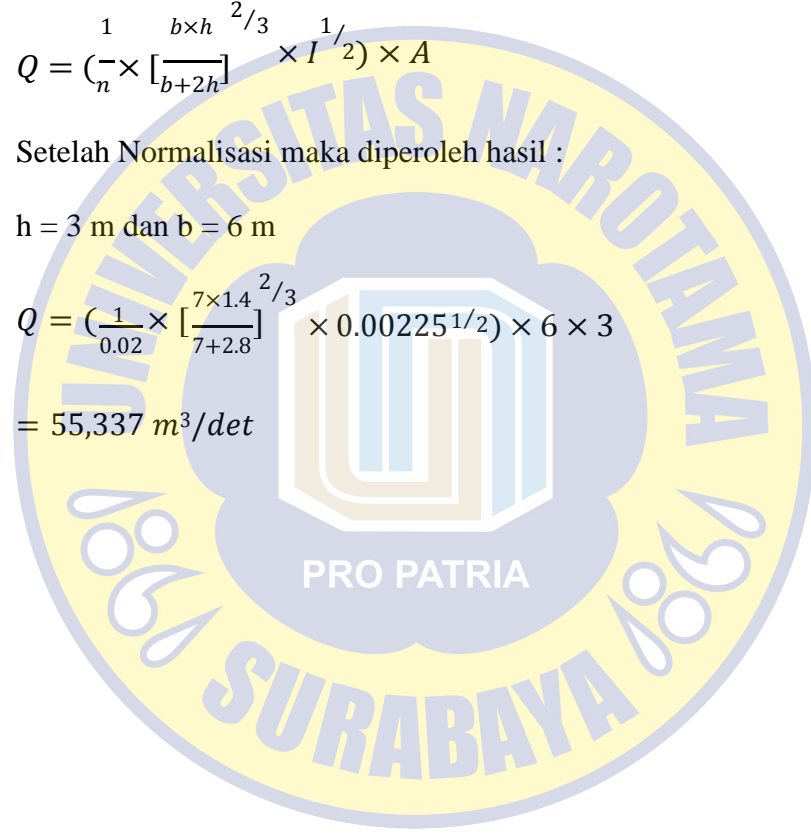 Q = (1/n × [b×h / b+2h]^2/3 × I^1/2) × A
Setelah Normalisasi maka diperoleh hasil :
h = 3 m dan b = 6 m
Q = (1/0.02 × [7×1.4 / 7+2.8]^2/3 × 0.00225^1/2) × 6 × 3
= 55,337 m³/det
UNIVERSITAS NAROTAMA
PRO PATRIA
SURABAYA